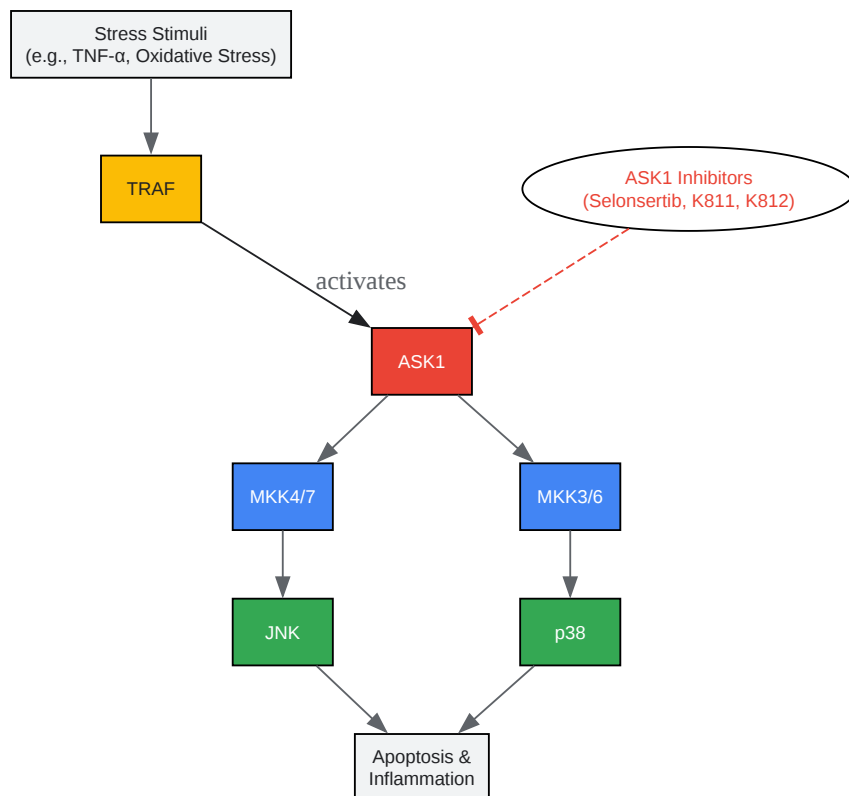 Stress Stimuli
(e.g., TNF-α, Oxidative Stress)
TRAF
ASK1 Inhibitors
(Selonsertib, K811, K812)
activates
ASK1
MKK4/7
MKK3/6
JNK
p38
Apoptosis &
Inflammation